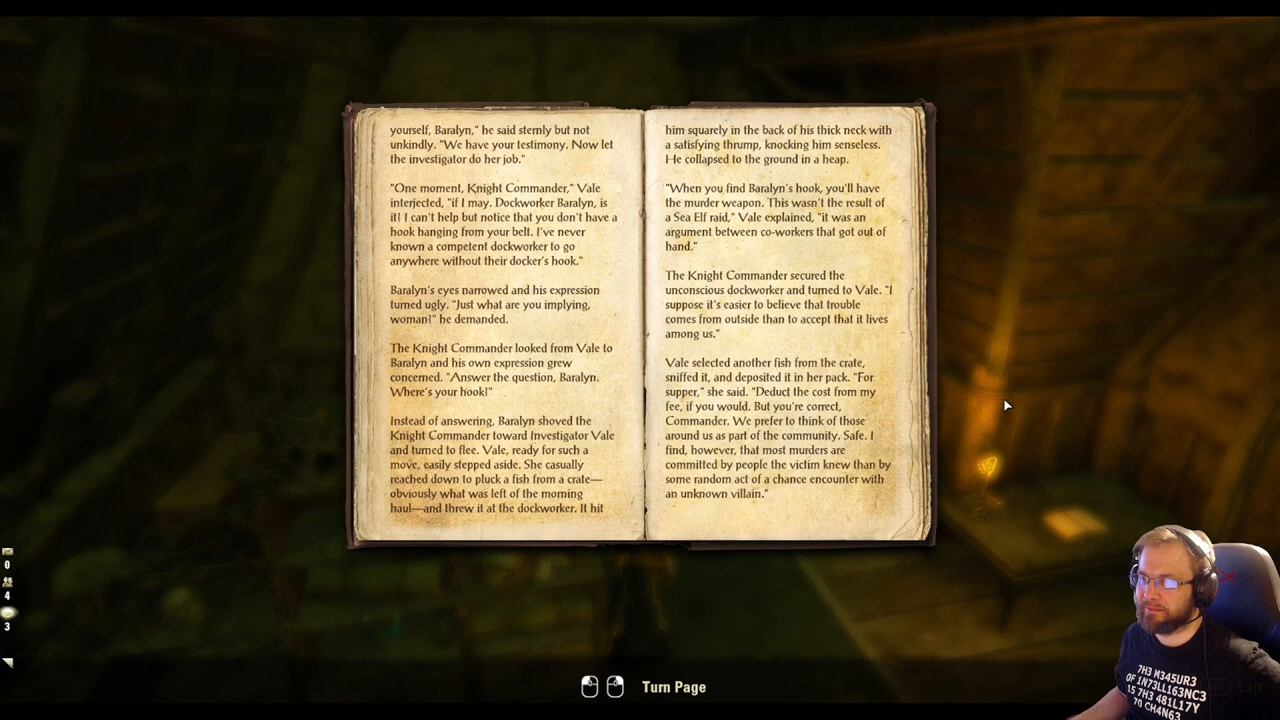 yourself, Baralyn," he said sternly but not
unkindly. "We have your testimony. Now let
the investigator do her job."
"One moment, Knight Commander," Vale
interjected, "if I may. Dockworker Baralyn, is
it? I can't help but notice that you don't have a
hook hanging from your belt. I've never
known a competent dockworker to go
anywhere without their docker's hook."
Baralyn's eyes narrowed and his expression
turned ugly. "Just what are you implying,
woman?" he demanded.
The Knight Commander looked from Vale to
Baralyn and his own expression grew
concerned. "Answer the question, Baralyn.
Where's your hook?"
Instead of answering, Baralyn shoved the
Knight Commander toward Investigator Vale
and turned to flee. Vale, ready for such a
move, easily stepped aside. She casually
reached down to pluck a fish from a crate—
obviously what was left of the morning
haul—and threw it at the dockworker. It hit
him squarely in the back of his thick neck with
a satisfying thrump, knocking him senseless.
He collapsed to the ground in a heap.
"When you find Baralyn's hook, you'll have
the murder weapon. This wasn't the result of
a Sea Elf raid," Vale explained, "it was an
argument between co-workers that got out of
hand."
The Knight Commander secured the
unconscious dockworker and turned to Vale. "I
suppose it's easier to believe that trouble
comes from outside than to accept that it lives
among us."
Vale selected another fish from the crate,
sniffed it, and deposited it in her pack. "For
supper," she said. "Deduct the cost from my
fee, if you would. But you're correct,
Commander. We prefer to think of those
around us as part of the community. Safe. I
find, however, that most murders are
committed by people the victim knew than by
some random act of a chance encounter with
an unknown villain."
0
4
3
Turn Page
Exit
7H3 M345UR3
OF 1N73LL163NC3
15 7H3 481L17Y
70 CH4N63